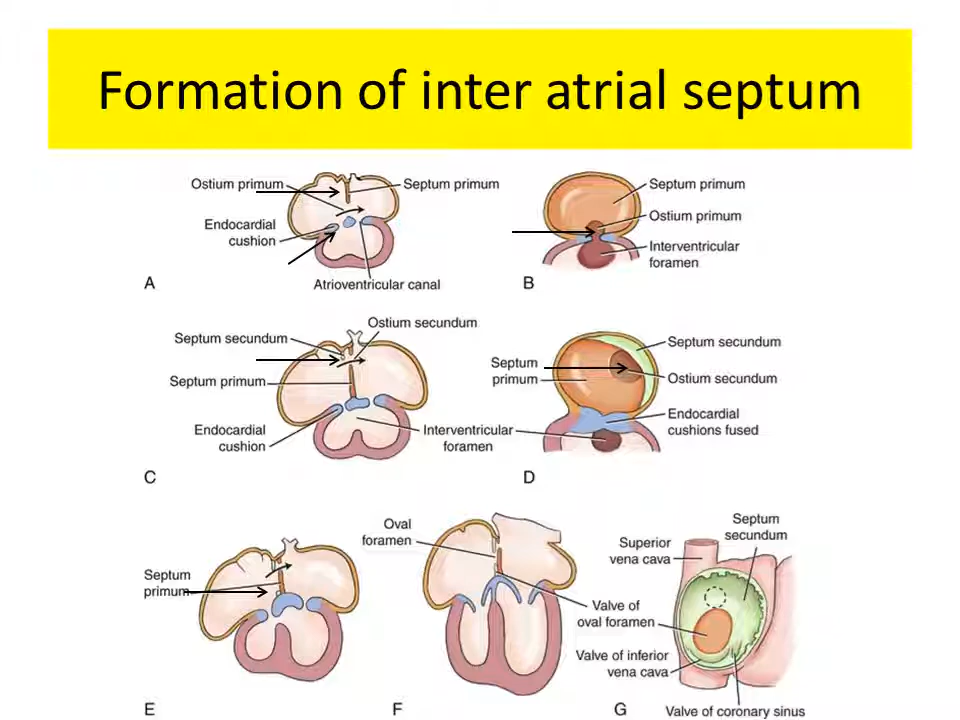 Formation of inter atrial septum
Ostium primum
Septum primum
Endocardial
cushion
Atrioventricular canal
A
Septum primum
Ostium primum
Interventricular
foramen
B
Septum secundum
Ostium secundum
Septum primum
Endocardial
cushion
Interventricular
foramen
C
Septum
primum
Septum secundum
Ostium secundum
Endocardial
cushions fused
D
Septum
primum
E
Oval
foramen
Valve of
oval foramen
F
Superior
vena cava
Septum
secundum
Valve of inferior
vena cava
Valve of coronary sinus
G